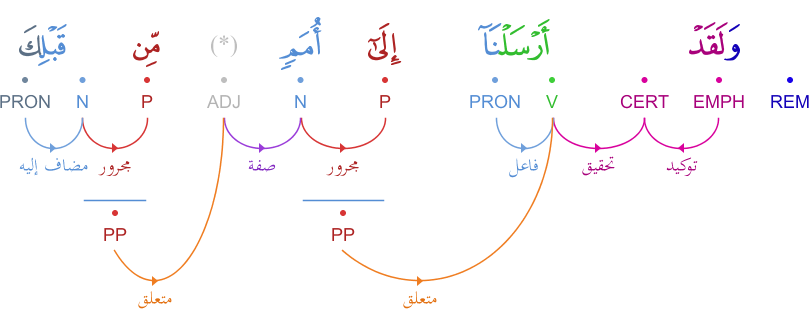 وَلَقَدْ أَرْسَلْنَآ إِلَىٰٓ أُمَمٍ (*) مِّن قَبْلِكَ
REM EMPH CERT V PRON P N ADJ P N PRON
توكيد تحقيق فاعل مجرور صفة مجرور مضاف إليه
PP PP
متعلق متعلق